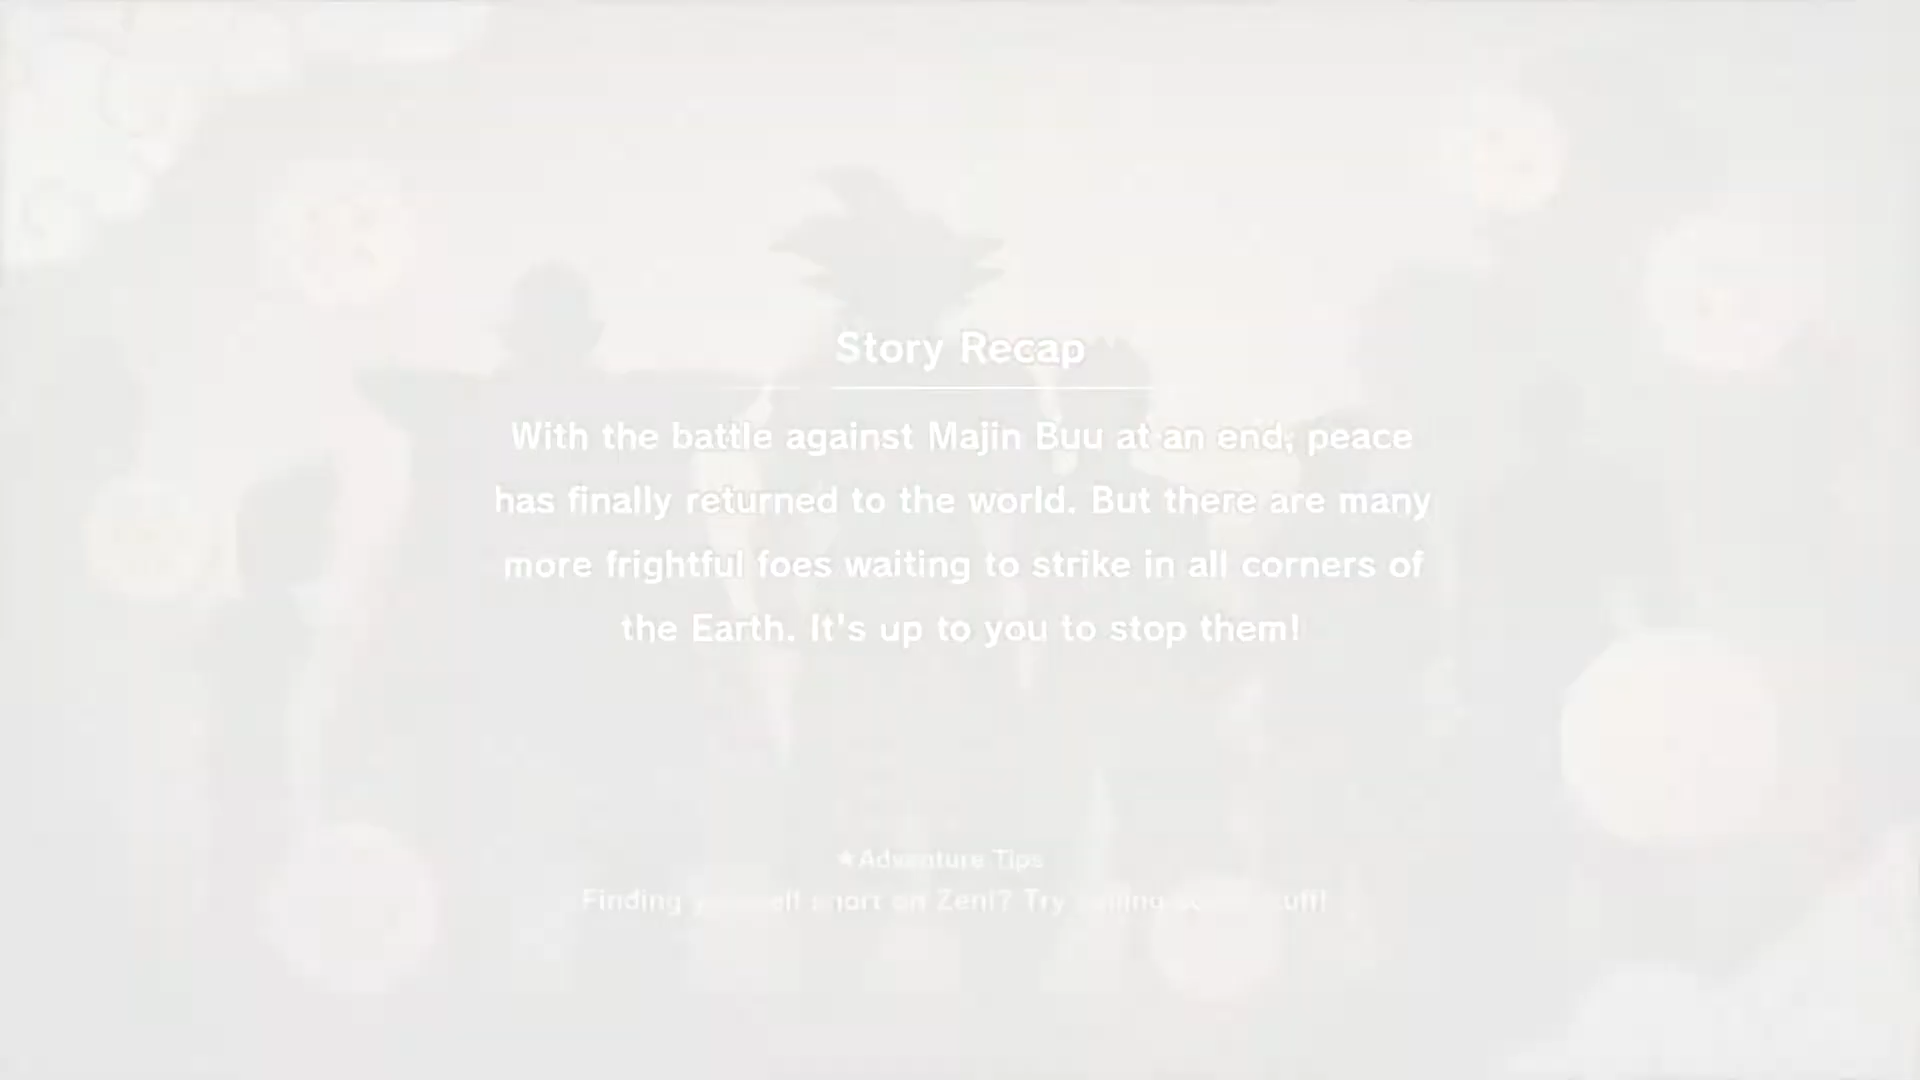 Story Recap
With the battle against Majin Buu at an end, peace
has finally returned to the world. But there are many
more frightful foes waiting to strike in all corners of
the Earth. It's up to you to stop them!
★Adventure Tips
Finding short on Zeni? Try